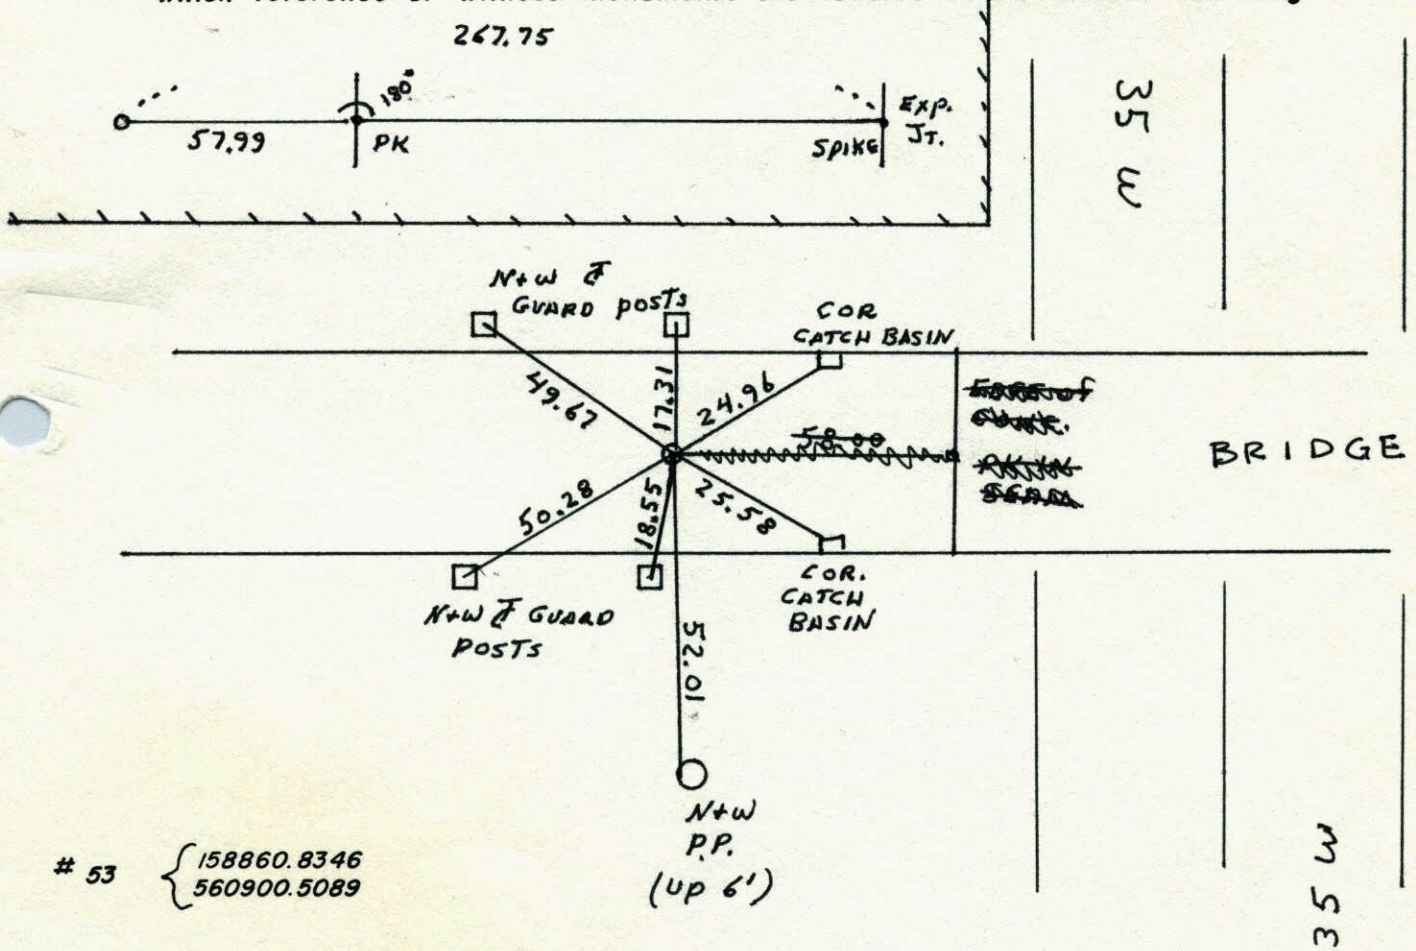 267.75
180°
57.99
PK
SPIKE
EXP.
JT.
35 W
N+W ℄
GUARD POSTS
COR
CATCH BASIN
49.67
17.31
24.96
58.00
BRIDGE
50.28
18.55
25.58
N+W ℄ GUARD
POSTS
COR.
CATCH
BASIN
52.01
N+W
P.P.
(UP 6')
# 53
158860.8346
560900.5089
35 W